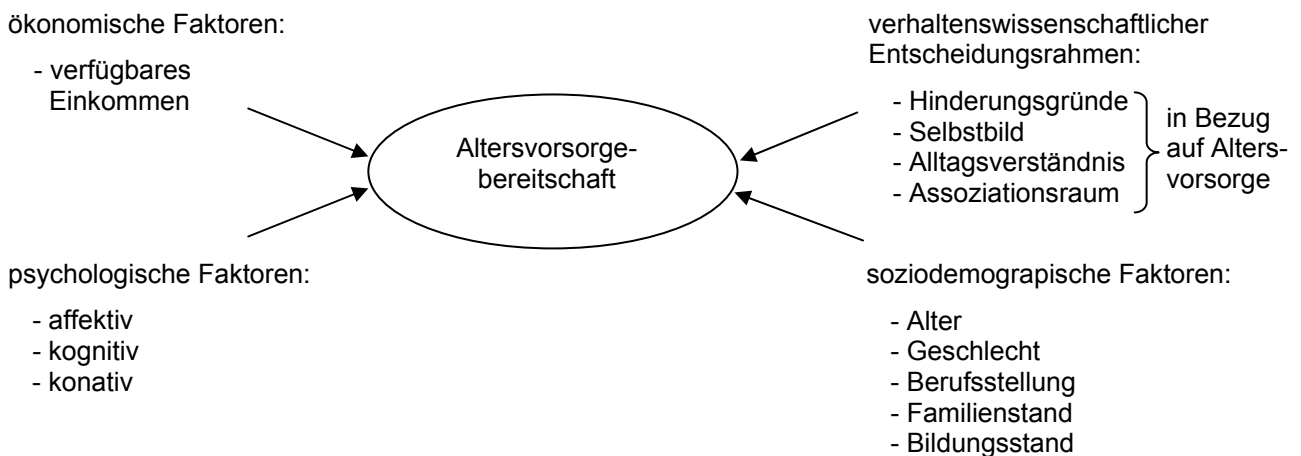 ökonomische Faktoren:
- verfügbares
Einkommen
verhaltenswissenschaftlicher
Entscheidungsrahmen:
- Hinderungsgründe
- Selbstbild
- Alltagsverständnis
- Assoziationsraum
in Bezug
auf Alters-
vorsorge
Altersvorsorge-
bereitschaft
psychologische Faktoren:
- affektiv
- kognitiv
- konativ
soziodemograpische Faktoren:
- Alter
- Geschlecht
- Berufsstellung
- Familienstand
- Bildungsstand